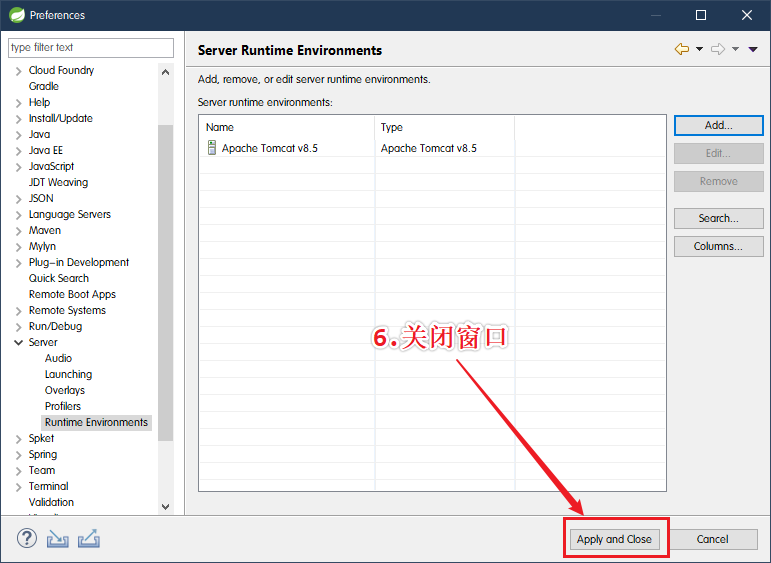 Preferences
type filter text
Cloud Foundry
Gradle
Help
Install/Update
Java
Java EE
JavaScript
JDT Weaving
JSON
Language Servers
Maven
Mylyn
Plug-in Development
Quick Search
Remote Boot Apps
Remote Systems
Run/Debug
Server
Audio
Launching
Overlays
Profilers
Runtime Environments
Spket
Spring
Team
Terminal
Validation
Server Runtime Environments
Add, remove, or edit server runtime environments.
Server runtime environments:
Name Type
Apache Tomcat v8.5 Apache Tomcat v8.5
Add...
Edit...
Remove
Search...
Columns...
6.关闭窗口
?
Apply and Close
Cancel